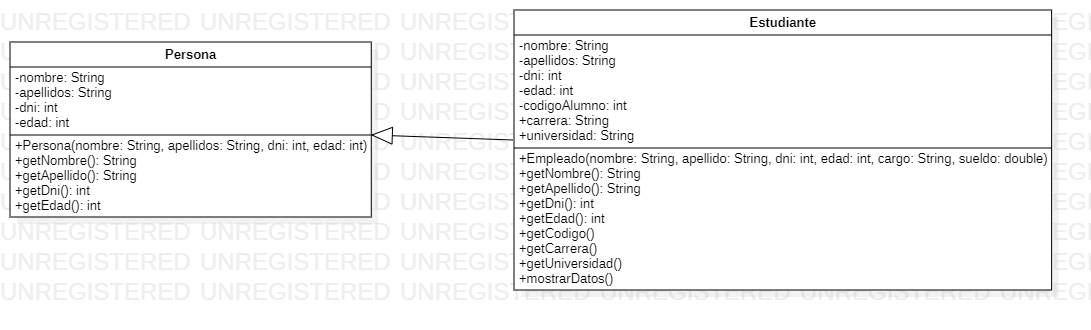 Persona
-nombre: String
-apellidos: String
-dni: int
-edad: int
+Persona(nombre: String, apellidos: String, dni: int, edad: int)
+getNombre(): String
+getApellido(): String
+getDni(): int
+getEdad(): int
Estudiante
-nombre: String
-apellidos: String
-dni: int
-edad: int
-codigoAlumno: int
+carrera: String
+universidad: String
+Empleado(nombre: String, apellido: String, dni: int, edad: int, cargo: String, sueldo: double)
+getNombre(): String
+getApellido(): String
+getDni(): int
+getEdad(): int
+getCodigo()
+getCarrera()
+getUniversidad()
+mostrarDatos()
UNREGISTERED UNREGISTERED UNREGISTERED UNREGISTERED UNREGISTERED UNREGISTERED